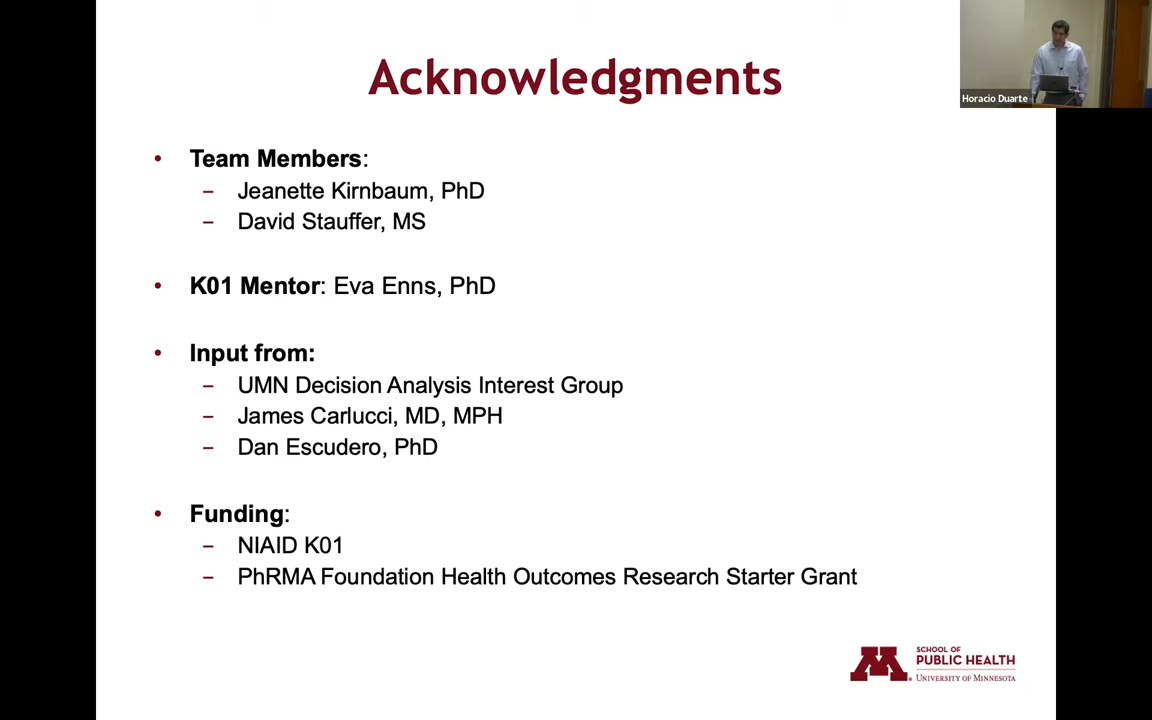 Acknowledgments
Horacio Duarte
• Team Members:
– Jeanette Kirnbaum, PhD
– David Stauffer, MS
• K01 Mentor: Eva Enns, PhD
• Input from:
– UMN Decision Analysis Interest Group
– James Carlucci, MD, MPH
– Dan Escudero, PhD
• Funding:
– NIAID K01
– PhRMA Foundation Health Outcomes Research Starter Grant
M
SCHOOL OF
PUBLIC HEALTH
UNIVERSITY OF MINNESOTA